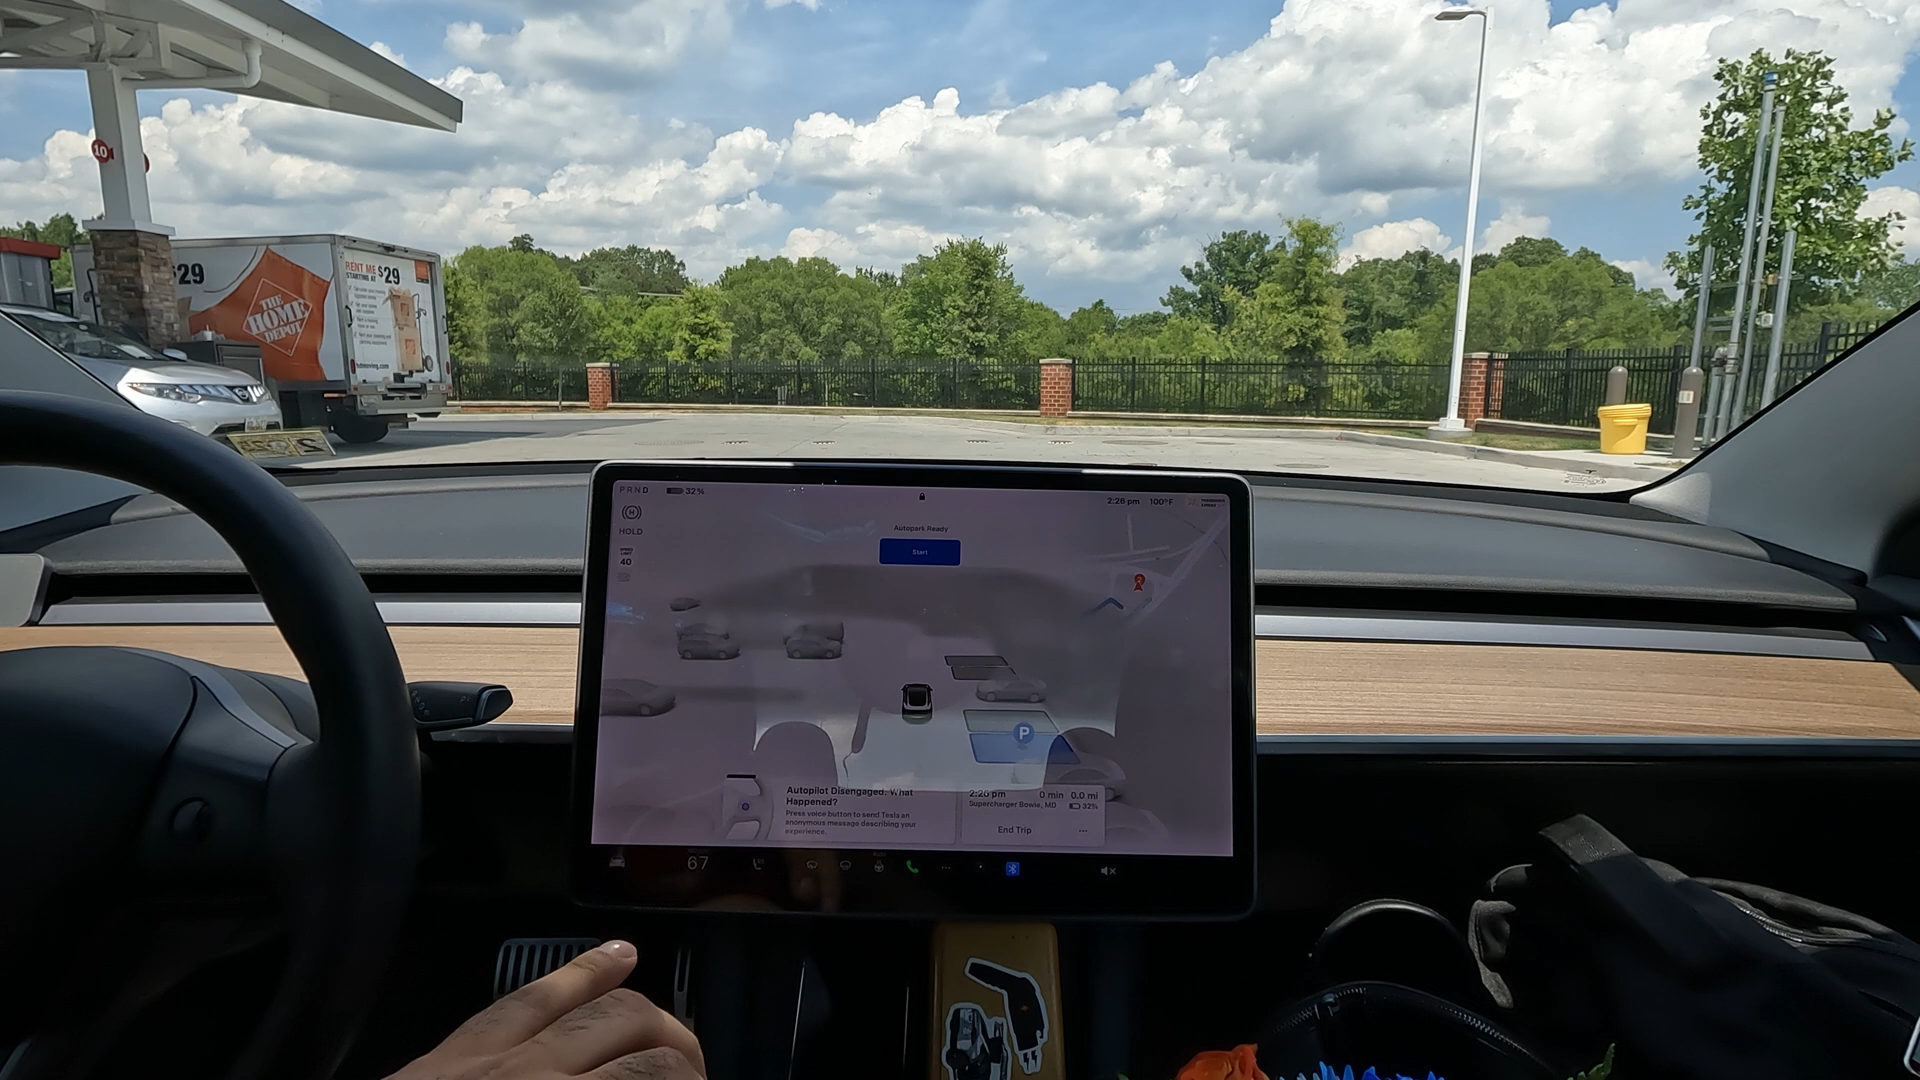 10
$29
RENT ME $29
STARTING AT
THE
HOME
DEPOT
PRND
32%
2:26 pm
100°F
HOLD
SPEED
LIMIT
40
Autopark Ready
Start
P
Autopilot Disengaged. What
Happened?
Press voice button to send Tesla an
anonymous message describing your
experience.
2:26 pm
0 min
0.0 mi
Supercharger Bowie, MD
32%
End Trip
67